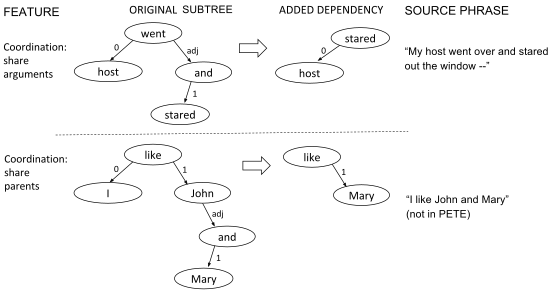 FEATURE ORIGINAL SUBTREE ADDED DEPENDENCY SOURCE PHRASE
Coordination:
share
arguments
went
0
adj
host
and
1
stared
stared
0
host
“My host went over and stared
out the window --”
Coordination:
share
parents
like
0
1
I
John
adj
and
1
Mary
like
1
Mary
“I like John and Mary”
(not in PETE)